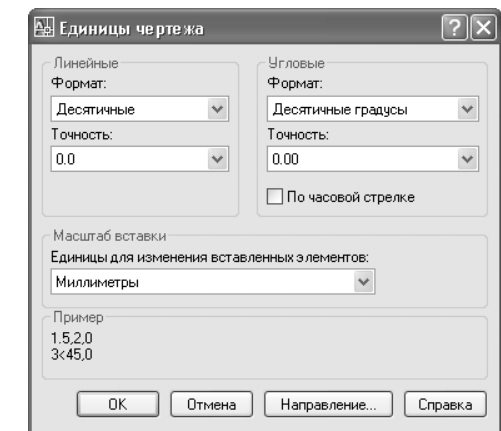 Единицы чертежа
Линейные
Формат:
Десятичные
Точность:
0.0
Угловые
Формат:
Десятичные градусы
Точность:
0.00
По часовой стрелке
Масштаб вставки
Единицы для изменения вставленных элементов:
Миллиметры
Пример
1.5,2,0
3<45,0
OK
Отмена
Направление...
Справка